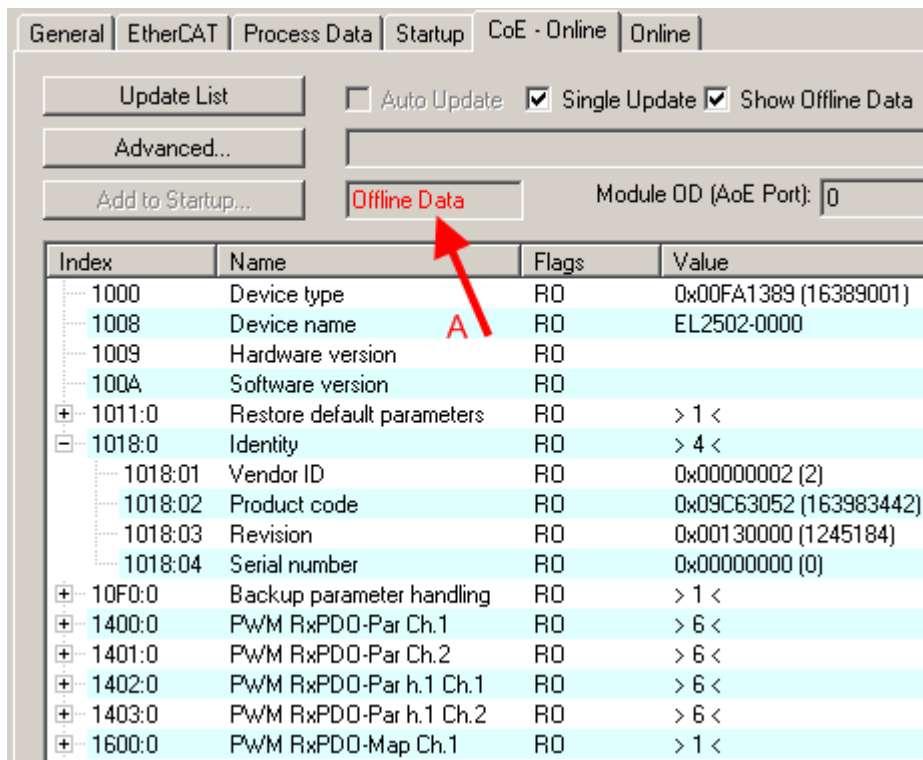 General EtherCAT Process Data Startup CoE - Online Online
Update List Auto Update Single Update Show Offline Data
Advanced...
Add to Startup... Offline Data Module OD (AoE Port): 0
Index Name Flags Value
1000 Device type RO 0x00FA1389 (16389001)
1008 Device name RO EL2502-0000
A
1009 Hardware version RO
100A Software version RO
1011:0 Restore default parameters RO > 1 <
1018:0 Identity RO > 4 <
1018:01 Vendor ID RO 0x00000002 (2)
1018:02 Product code RO 0x09C63052 (163983442)
1018:03 Revision RO 0x00130000 (1245184)
1018:04 Serial number RO 0x00000000 (0)
10F0:0 Backup parameter handling RO > 1 <
1400:0 PWM RxPDO-Par Ch.1 RO > 6 <
1401:0 PWM RxPDO-Par Ch.2 RO > 6 <
1402:0 PWM RxPDO-Par h.1 Ch.1 RO > 6 <
1403:0 PWM RxPDO-Par h.1 Ch.2 RO > 6 <
1600:0 PWM RxPDO-Map Ch.1 RO > 1 <